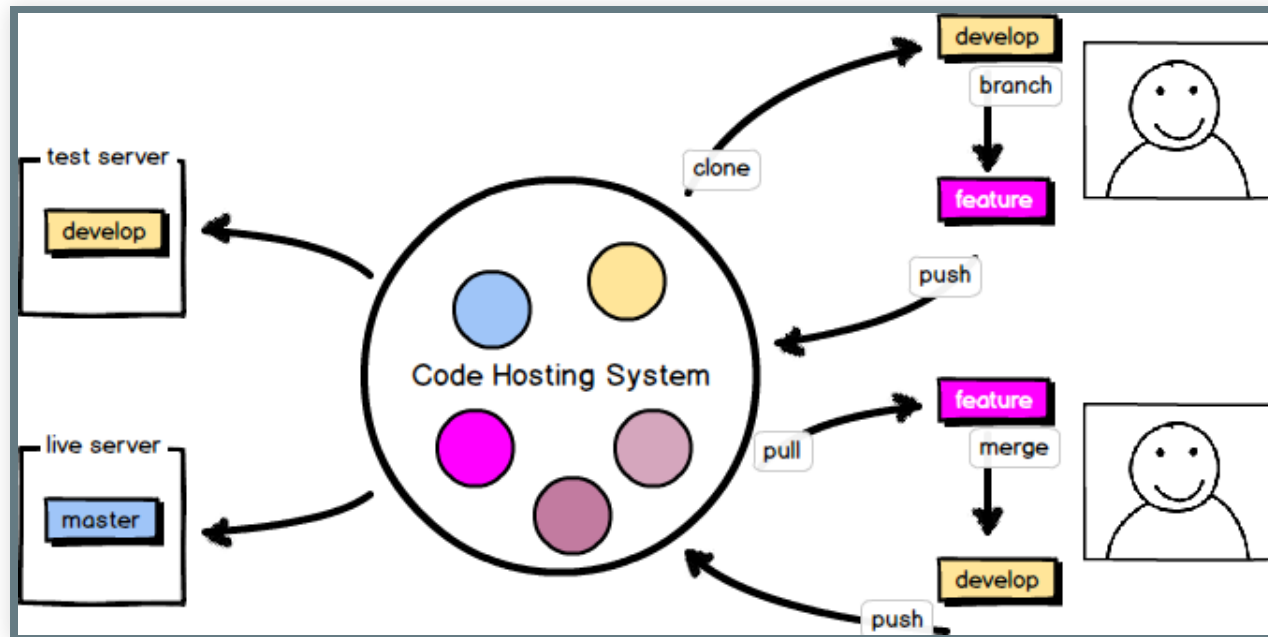 develop
branch
clone
feature
test server
develop
push
Code Hosting System
feature
merge
pull
live server
master
develop
push